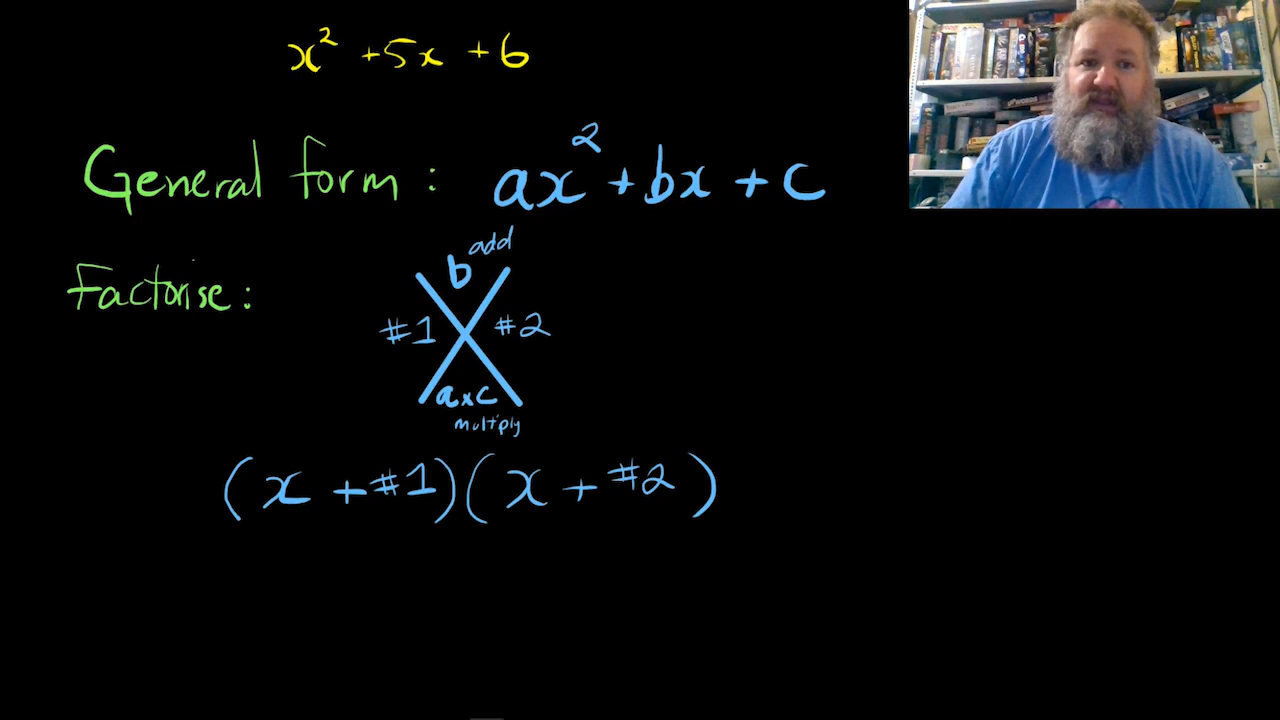 x² +5x +6
General form : ax² + bx + c
add
Factorise : b
#1 #2
a×c
multiply
(x + #1)(x + #2)